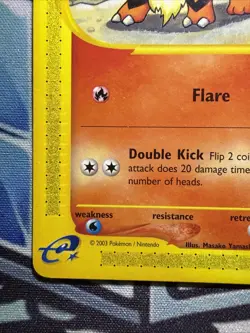 Flare
Double Kick Flip 2 coi
attack does 20 damage time
number of heads.
weakness resistance retre
e
© 2003 Pokémon / Nintendo Illus. Masako Yamash